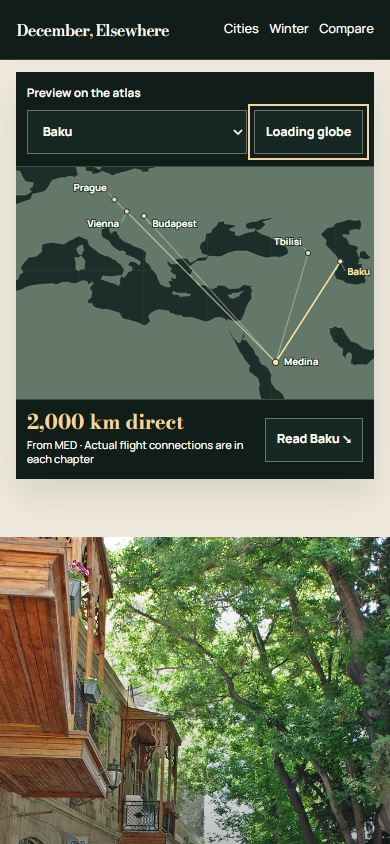 December, Elsewhere
Cities Winter Compare
Preview on the atlas
Baku
Loading globe
Prague
Vienna
Budapest
Tbilisi
Baku
Medina
2,000 km direct
From MED · Actual flight connections are in
each chapter
Read Baku ↘